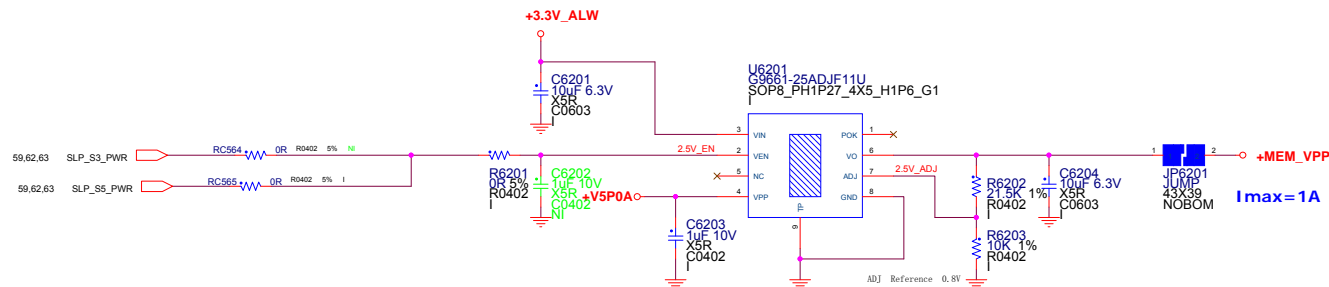 +3.3V_ALW
C6201
10uF 6.3V
X5R
C0603
I
U6201
G9661-25ADJF11U
SOP8_PH1P27_4X5_H1P6_G1
I
3 VIN
POK 1
59,62,63 SLP_S3_PWR
RC564 0R R0402 5% NI
2.5V_EN
2 VEN
VO 6
1 2
+MEM_VPP
59,62,63 SLP_S5_PWR
RC565 0R R0402 5% I
R6201
0R 5%
R0402
I
C6202
1uF 10V
X5R
C0402
NI
5 NC
ADJ 7
2.5V_ADJ
+V5P0A
4 VPP
GND 8
TP
9
C6203
1uF 10V
X5R
C0402
I
R6202
21.5K 1%
R0402
I
C6204
10uF 6.3V
X5R
C0603
I
JP6201
JUMP
43X39
NOBOM
Imax=1A
R6203
10K 1%
R0402
I
ADJ Reference 0.8V